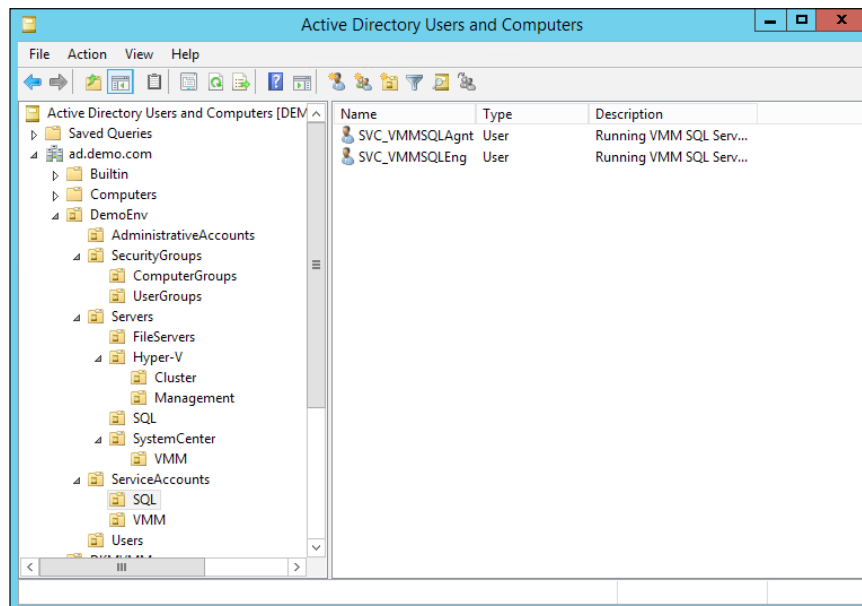 Active Directory Users and Computers
File Action View Help
Active Directory Users and Computers [DEM
Saved Queries
ad.demo.com
Builtin
Computers
DemoEnv
AdministrativeAccounts
SecurityGroups
ComputerGroups
UserGroups
Servers
FileServers
Hyper-V
Cluster
Management
SQL
SystemCenter
VMM
ServiceAccounts
SQL
VMM
Users
Name Type Description
SVC_VMMSQLAgnt User Running VMM SQL Serv...
SVC_VMMSQLEng User Running VMM SQL Serv...